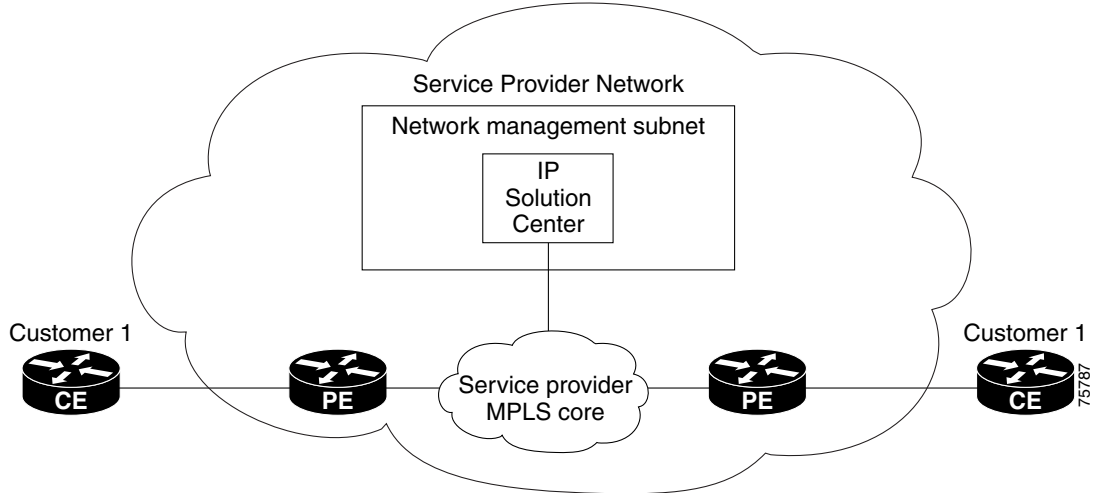 Service Provider Network
Network management subnet
IP
Solution
Center
Customer 1
Customer 1
CE
PE
Service provider
MPLS core
PE
CE
75787